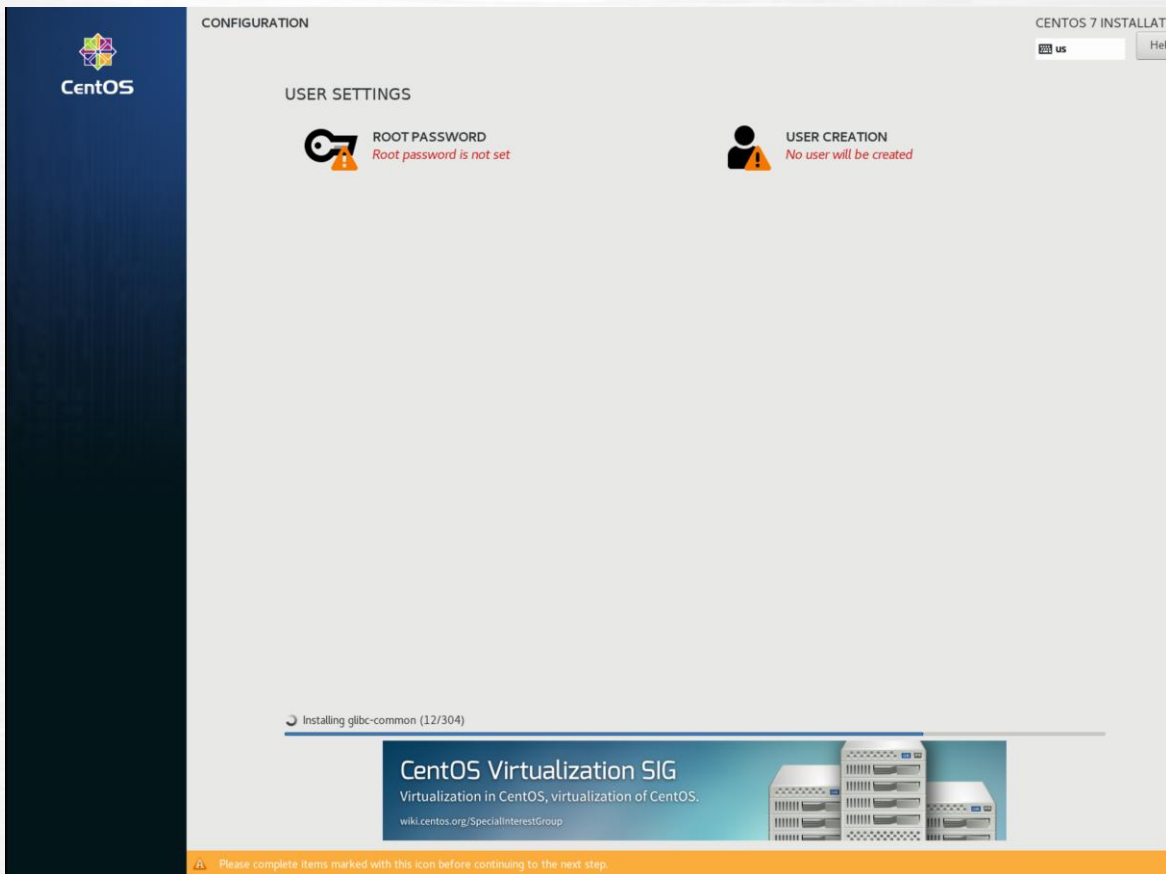 CONFIGURATION
CENTOS 7 INSTALLAT
us
Hel
CentOS
USER SETTINGS
ROOT PASSWORD
Root password is not set
USER CREATION
No user will be created
Installing glibc-common (12/304)
CentOS Virtualization SIG
Virtualization in CentOS, virtualization of CentOS.
wiki.centos.org/SpecialInterestGroup
Please complete items marked with this icon before continuing to the next step.